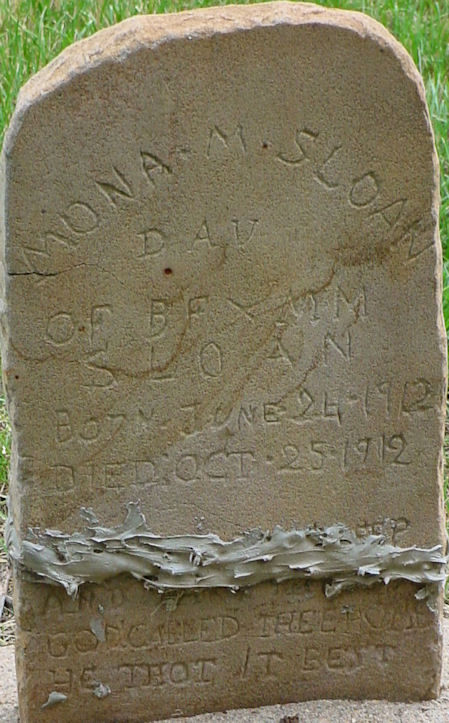 MONA · M · SLOAN
DAU
OF B F & M M
SLOAN
BORN · JUNE · 24 · 1912
DIED · OCT · 25 · 1912
GOD CALLED THEE HOME
HE THOT IT BEST